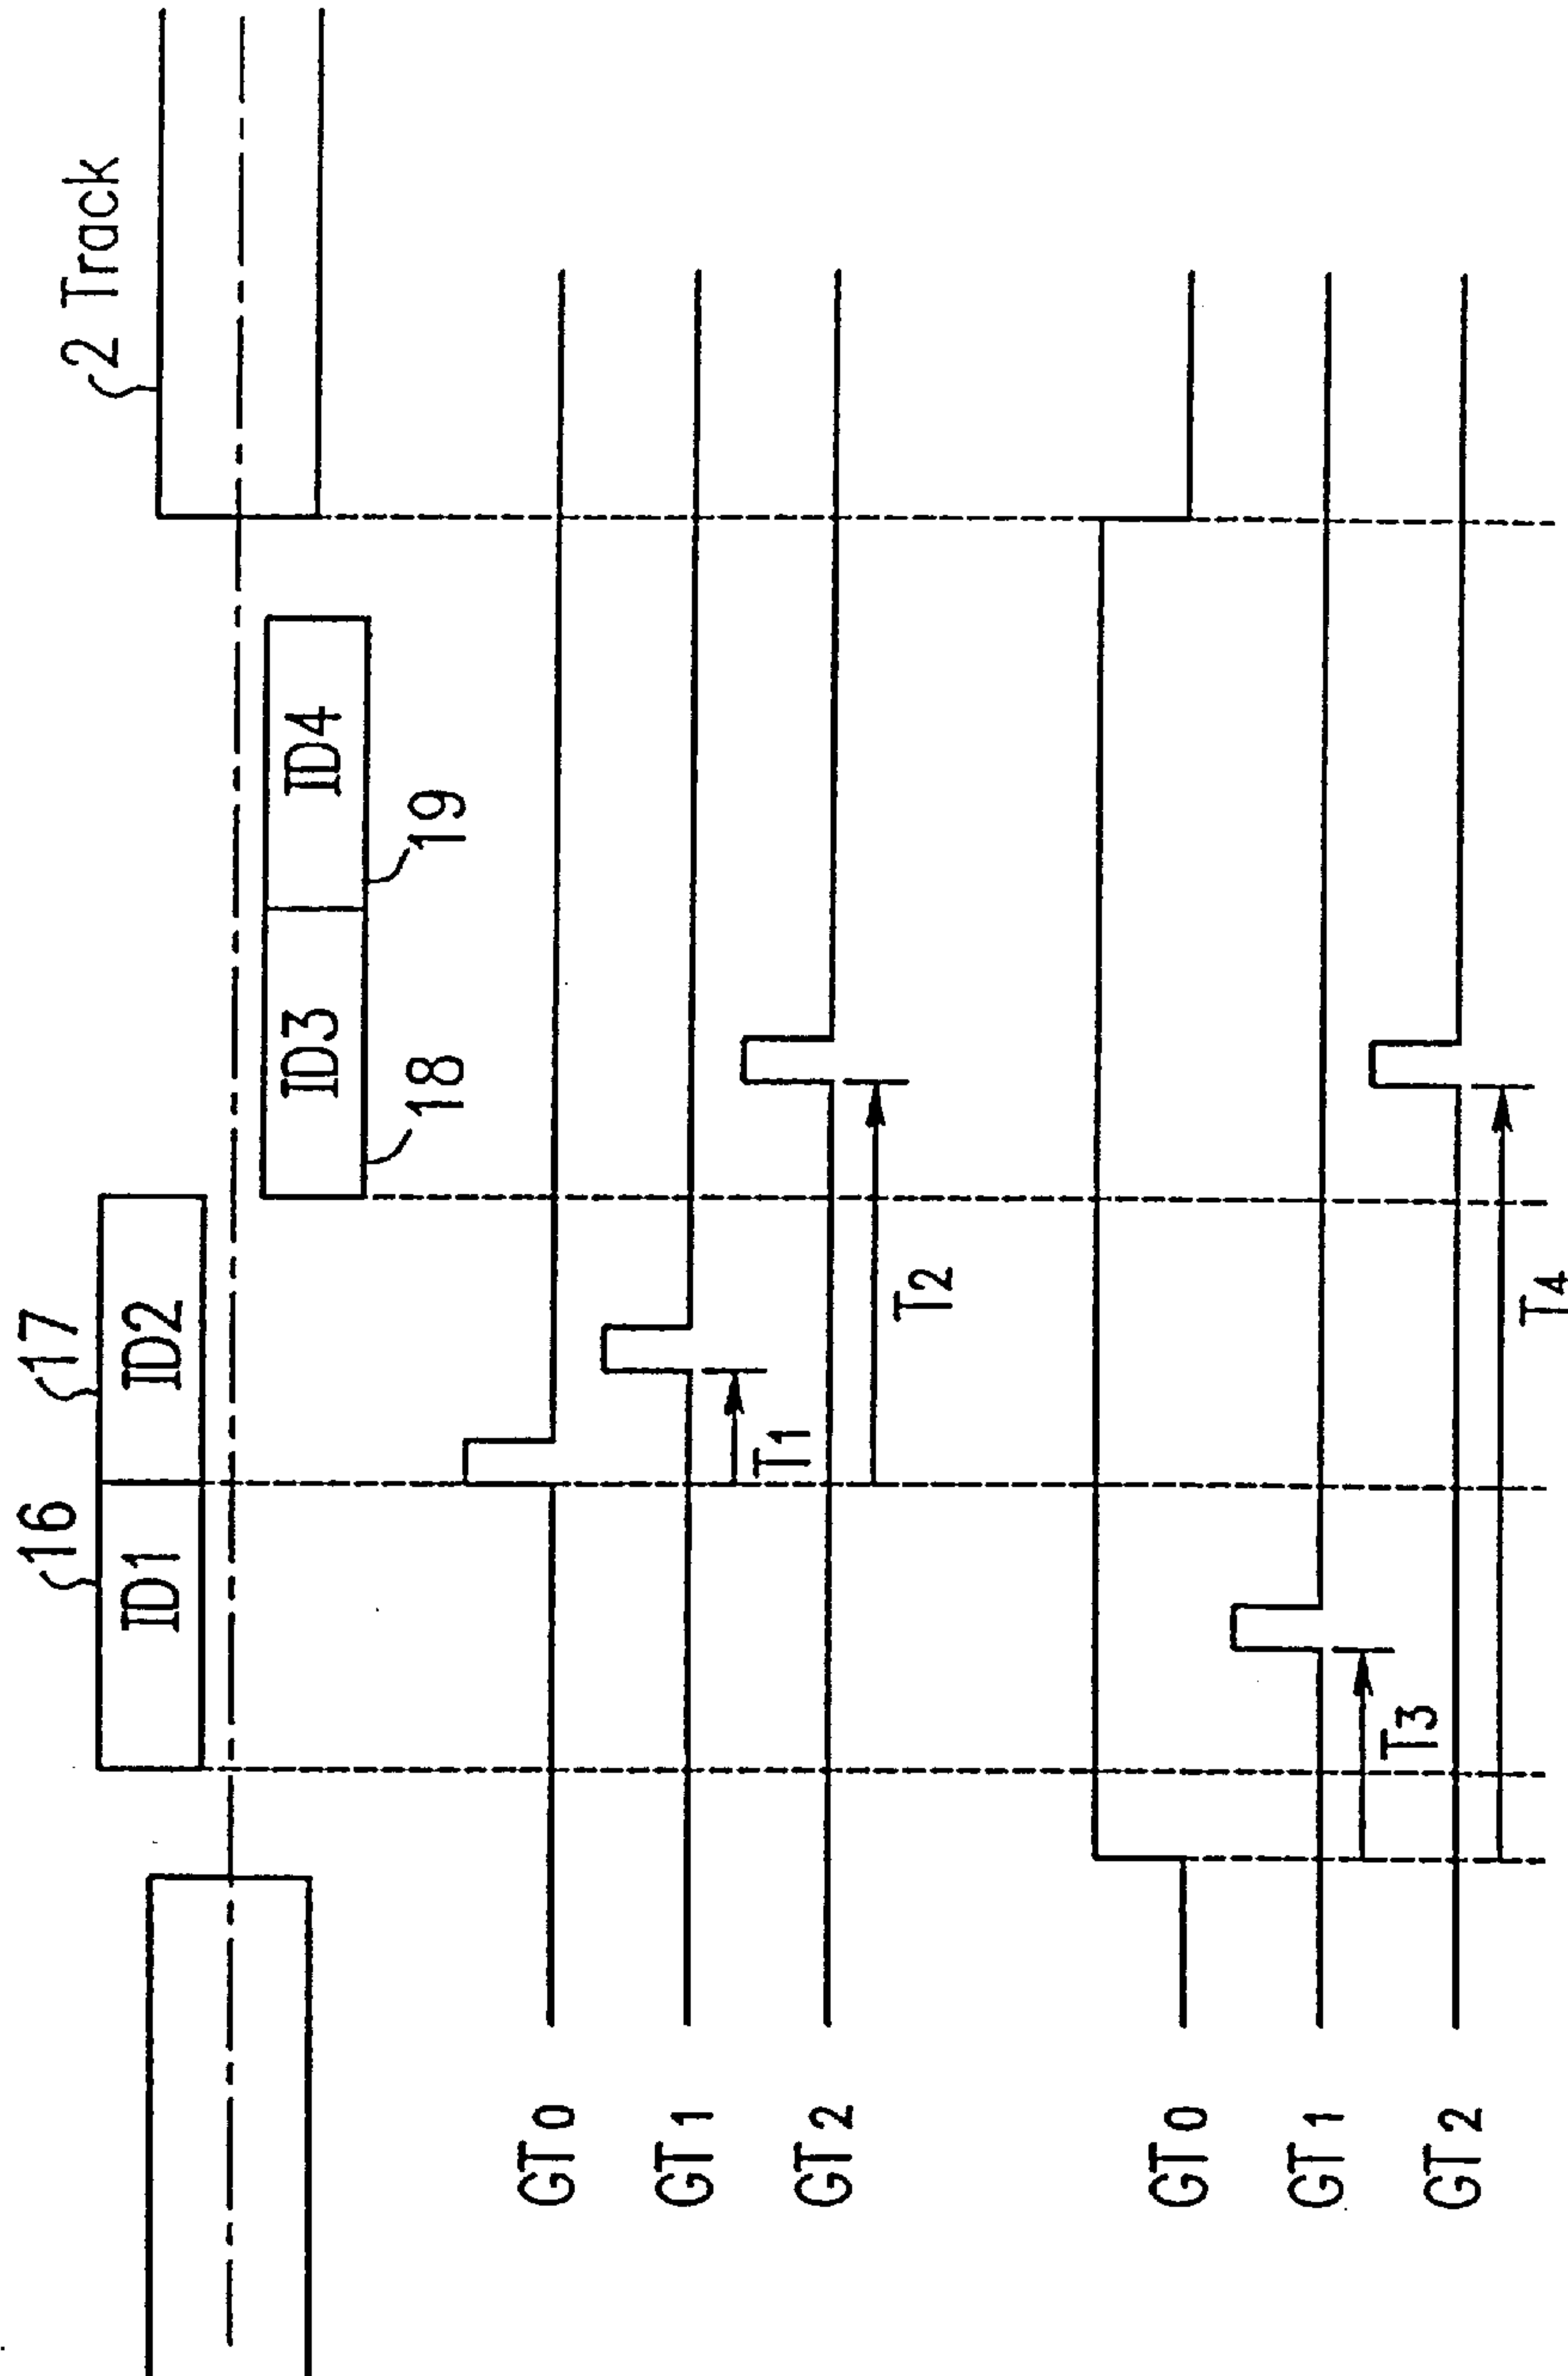 2 Track
16
17
ID1
ID2
ID3
ID4
18
19
GT0
GT1
T1
GT2
T2
GT0
GT1
T3
GT2
T4